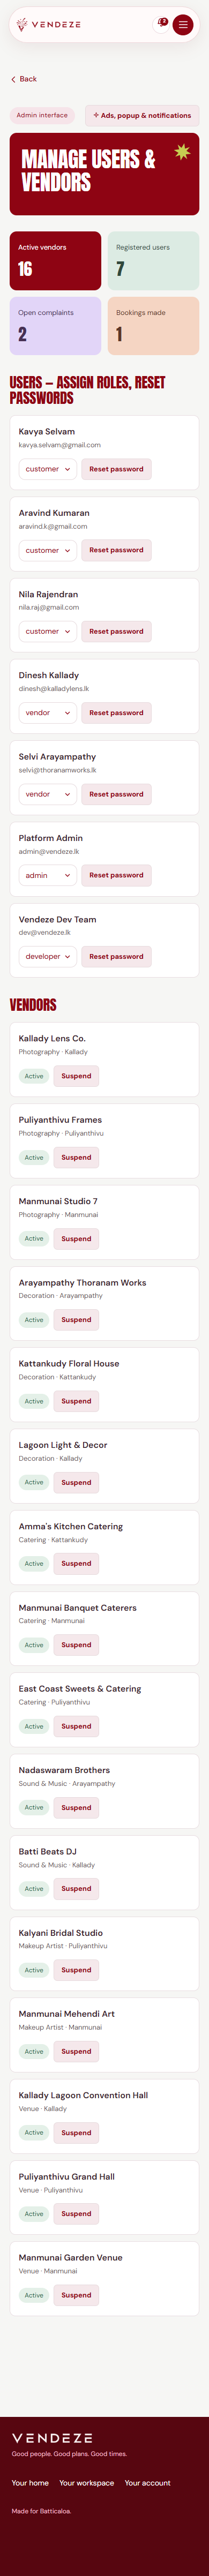 VENDEZE
Back
Admin interface
Ads, popup & notifications
MANAGE USERS &
VENDORS
Active vendors
16
Registered users
7
Open complaints
2
Bookings made
1
USERS — ASSIGN ROLES, RESET
PASSWORDS
Kavya Selvam
kavya.selvam@gmail.com
customer
Reset password
Aravind Kumaran
aravind.k@gmail.com
customer
Reset password
Nila Rajendran
nila.raj@gmail.com
customer
Reset password
Dinesh Kallady
dinesh@kalladylens.lk
vendor
Reset password
Selvi Arayampathy
selvi@thoranamworks.lk
vendor
Reset password
Platform Admin
admin@vendeze.lk
admin
Reset password
Vendeze Dev Team
dev@vendeze.lk
developer
Reset password
VENDORS
Kallady Lens Co.
Photography · Kallady
Active
Suspend
Puliyanthivu Frames
Photography · Puliyanthivu
Active
Suspend
Manmunai Studio 7
Photography · Manmunai
Active
Suspend
Arayampathy Thoranam Works
Decoration · Arayampathy
Active
Suspend
Kattankudy Floral House
Decoration · Kattankudy
Active
Suspend
Lagoon Light & Decor
Decoration · Kallady
Active
Suspend
Amma's Kitchen Catering
Catering · Kattankudy
Active
Suspend
Manmunai Banquet Caterers
Catering · Manmunai
Active
Suspend
East Coast Sweets & Catering
Catering · Puliyanthivu
Active
Suspend
Nadaswaram Brothers
Sound & Music · Arayampathy
Active
Suspend
Batti Beats DJ
Sound & Music · Kallady
Active
Suspend
Kalyani Bridal Studio
Makeup Artist · Puliyanthivu
Active
Suspend
Manmunai Mehendi Art
Makeup Artist · Manmunai
Active
Suspend
Kallady Lagoon Convention Hall
Venue · Kallady
Active
Suspend
Puliyanthivu Grand Hall
Venue · Puliyanthivu
Active
Suspend
Manmunai Garden Venue
Venue · Manmunai
Active
Suspend
VENDEZE
Good people. Good plans. Good times.
Your home
Your workspace
Your account
Made for Batticaloa.